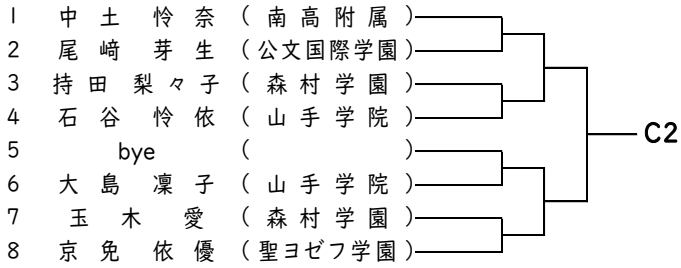 1 中土 怜奈 (南高附属)
2 尾﨑 芽生 (公文国際学園)
3 持田 梨々子 (森村学園)
4 石谷 怜依 (山手学院)
C2
5 bye ( )
6 大島 凜子 (山手学院)
7 玉木 愛 (森村学園)
8 京免 依優 (聖ヨゼフ学園)